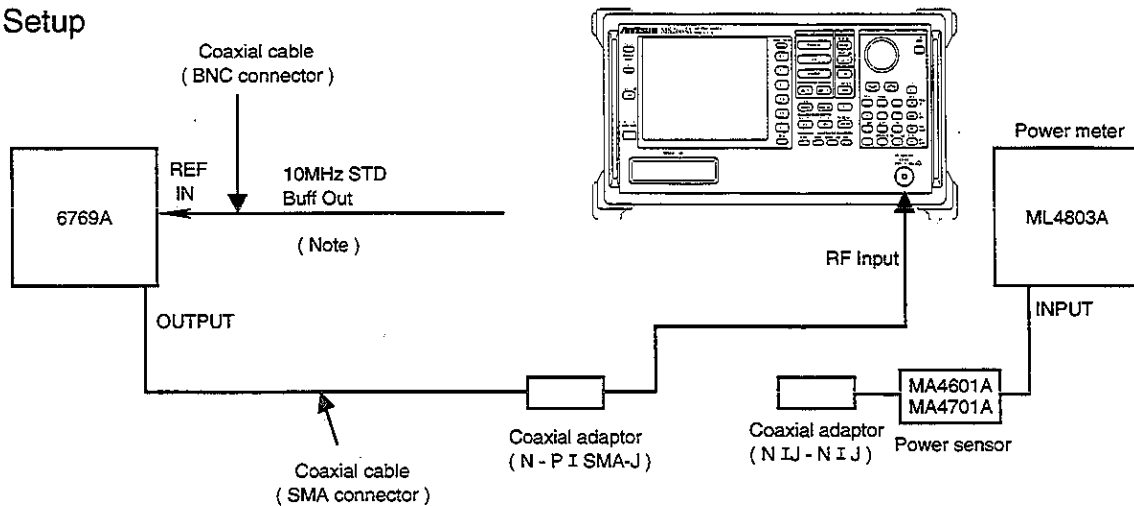 Setup
Coaxial cable
( BNC connector )
REF
IN
10MHz STD
Buff Out
( Note )
6769A
Power meter
ML4803A
RF Input
INPUT
OUTPUT
MA4601A
MA4701A
Power sensor
Coaxial adaptor
( N - P I SMA-J )
Coaxial adaptor
( N IJ - N I J )
Coaxial cable
( SMA connector )